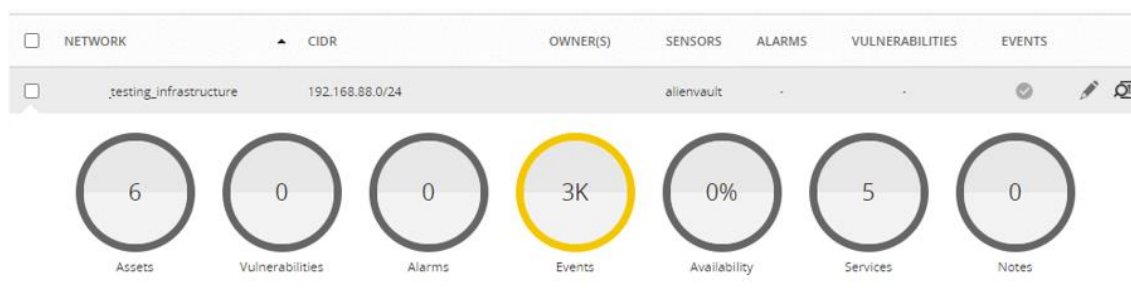 NETWORK CIDR OWNER(S) SENSORS ALARMS VULNERABILITIES EVENTS
_testing_infrastructure 192.168.88.0/24 alienvault - -
6 0 0 3K 0% 5 0
Assets Vulnerabilities Alarms Events Availability Services Notes